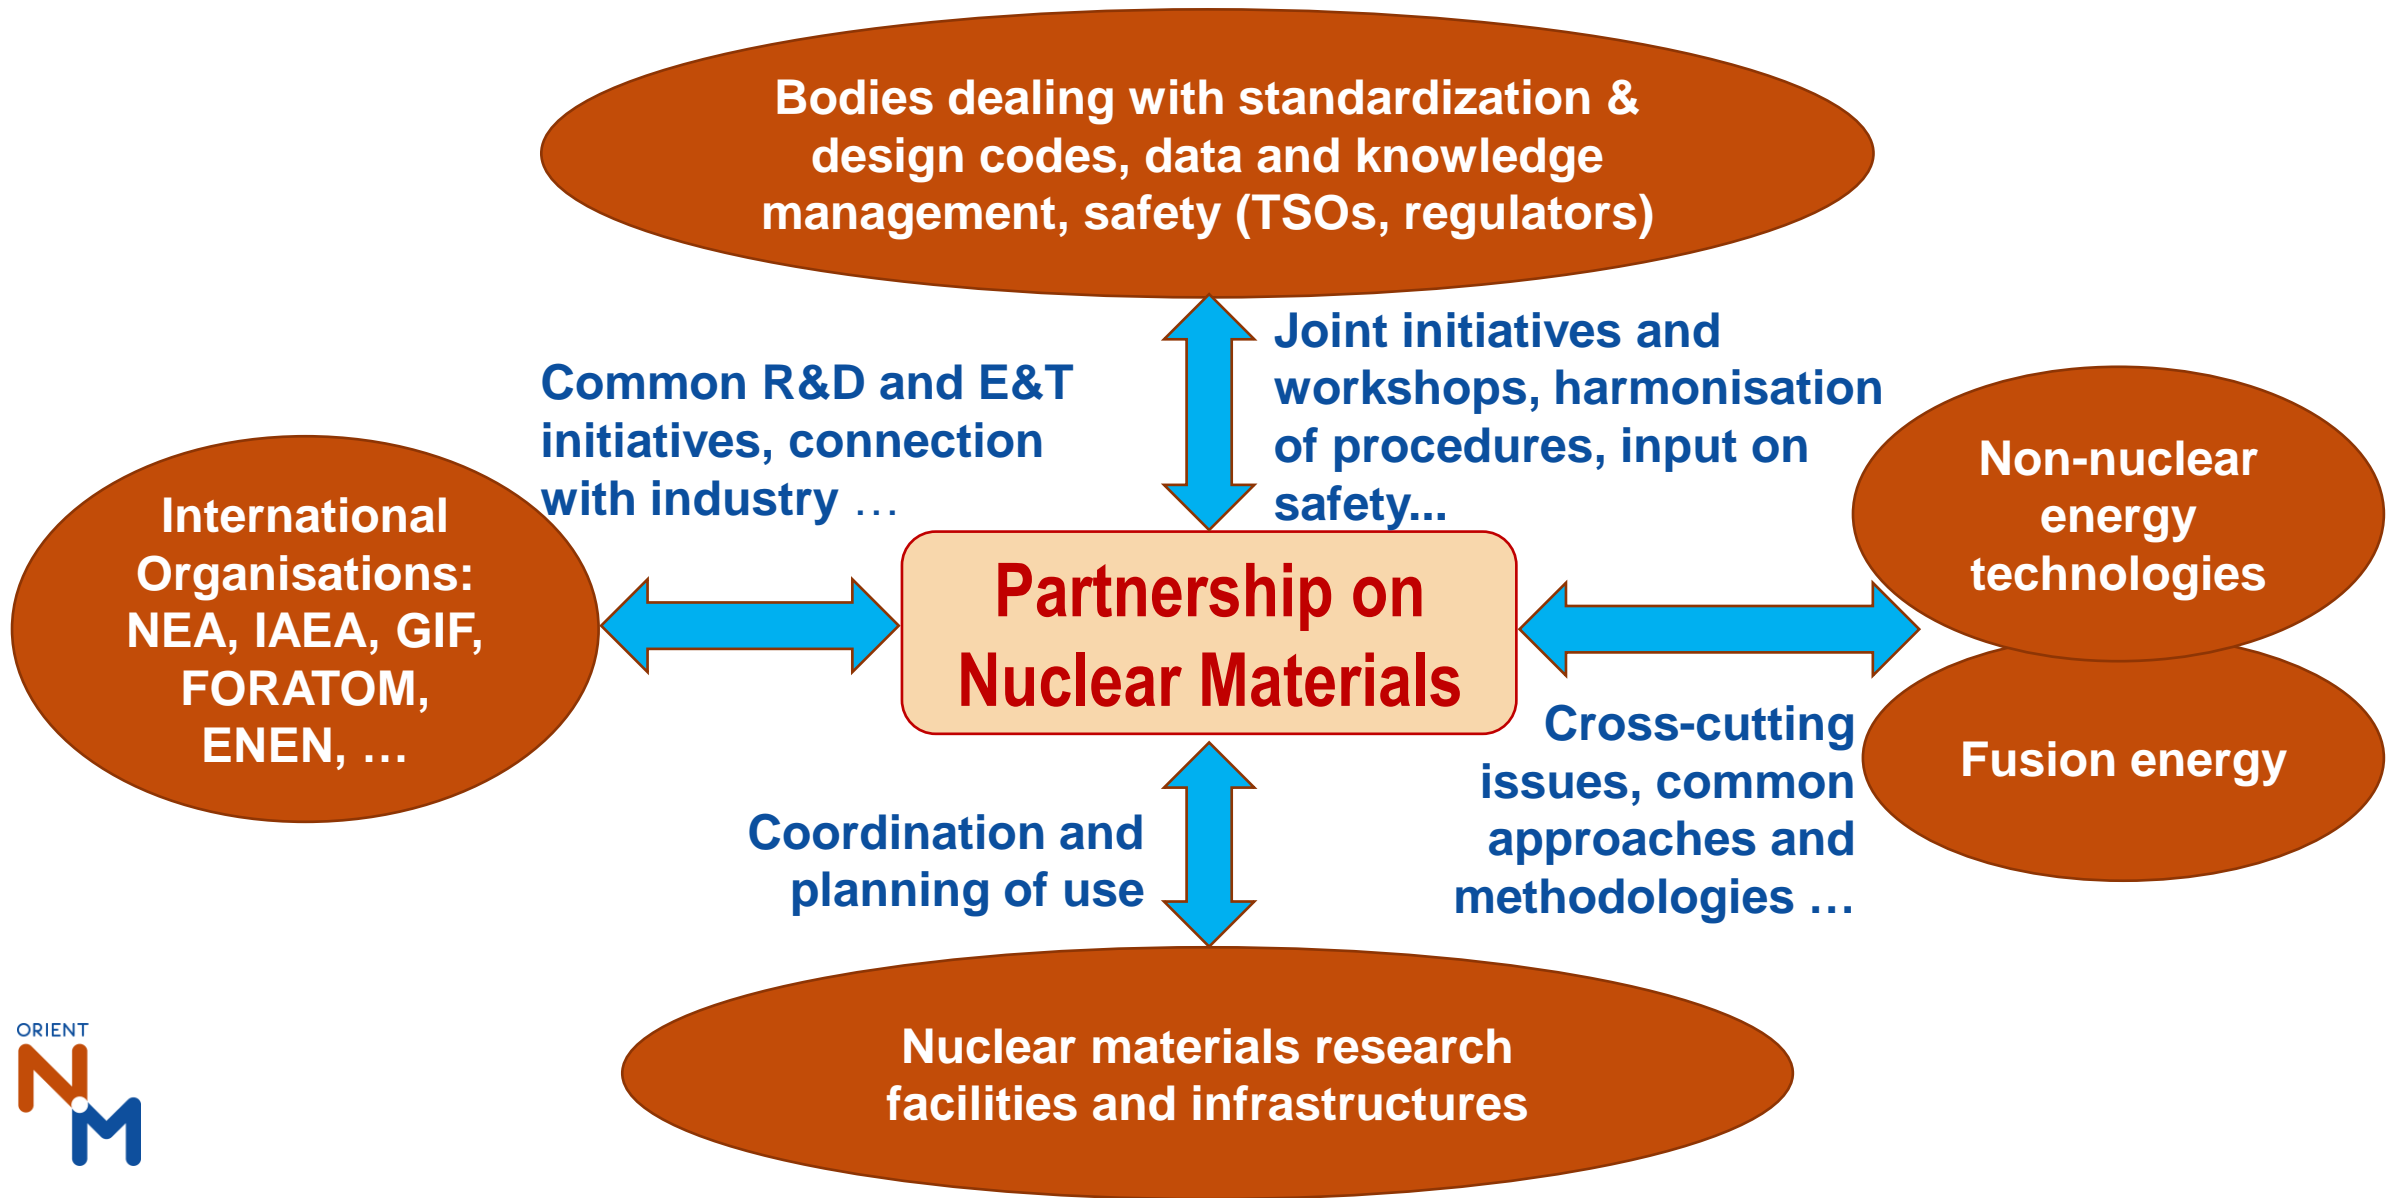 Bodies dealing with standardization &
design codes, data and knowledge
management, safety (TSOs, regulators)
Joint initiatives and
workshops, harmonisation
of procedures, input on
safety...
Common R&D and E&T
initiatives, connection
with industry …
International
Organisations:
NEA, IAEA, GIF,
FORATOM,
ENEN, …
Partnership on
Nuclear Materials
Non-nuclear
energy
technologies
Fusion energy
Cross-cutting
issues, common
approaches and
methodologies …
Coordination and
planning of use
Nuclear materials research
facilities and infrastructures
ORIENT
NM